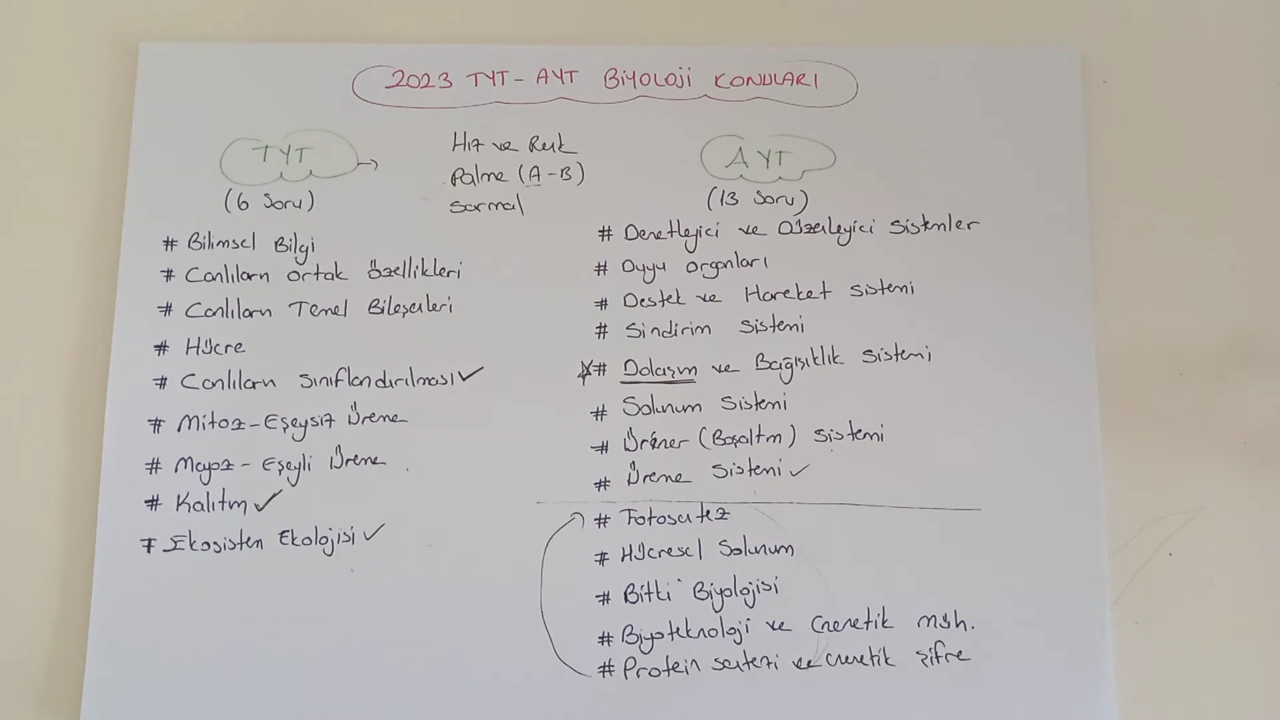 2023 TYT - AYT BİYOLOJİ KONULARI
TYT
(6 Soru)
Hız ve Renk
Palme (A-B)
Sarmal
# Bilimsel Bilgi
# Canlıların ortak özellikleri
# Canlıların Temel Bileşenleri
# Hücre
# Canlıların sınıflandırılması ✓
# Mitoz - Eşeysiz Üreme
# Mayoz - Eşeyli Üreme
# Kalıtım ✓
# Ekosistem Ekolojisi ✓
AYT
(13 Soru)
# Denetleyici ve Düzenleyici Sistemler
# Duyu organları
# Destek ve Hareket sistemi
# Sindirim sistemi
# Dolaşım ve Bağışıklık sistemi
# Solunum Sistemi
# Üriner (Boşaltım) sistemi
# Üreme Sistemi ✓
# Fotosentez
# Hücresel Solunum
# Bitki Biyolojisi
# Biyoteknoloji ve Genetik müh.
# Protein sentezi ve Genetik şifre